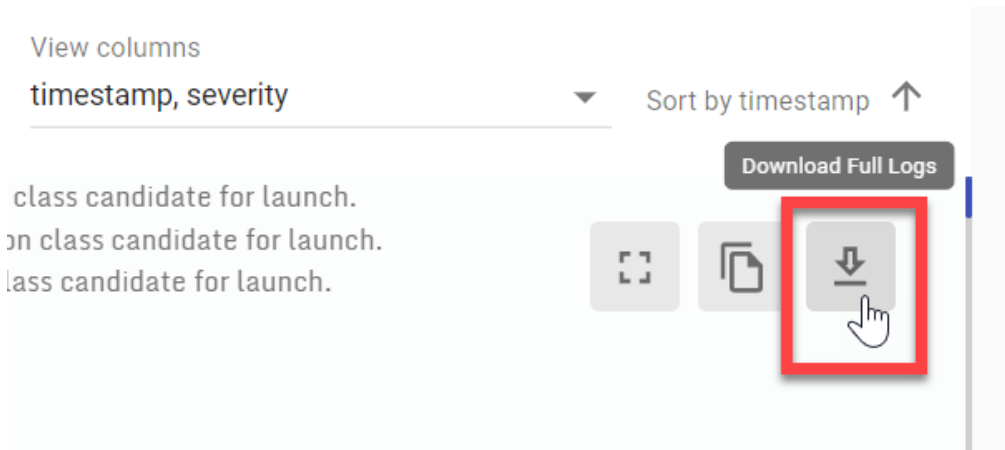 View columns
timestamp, severity
Sort by timestamp
Download Full Logs
class candidate for launch.
on class candidate for launch.
lass candidate for launch.